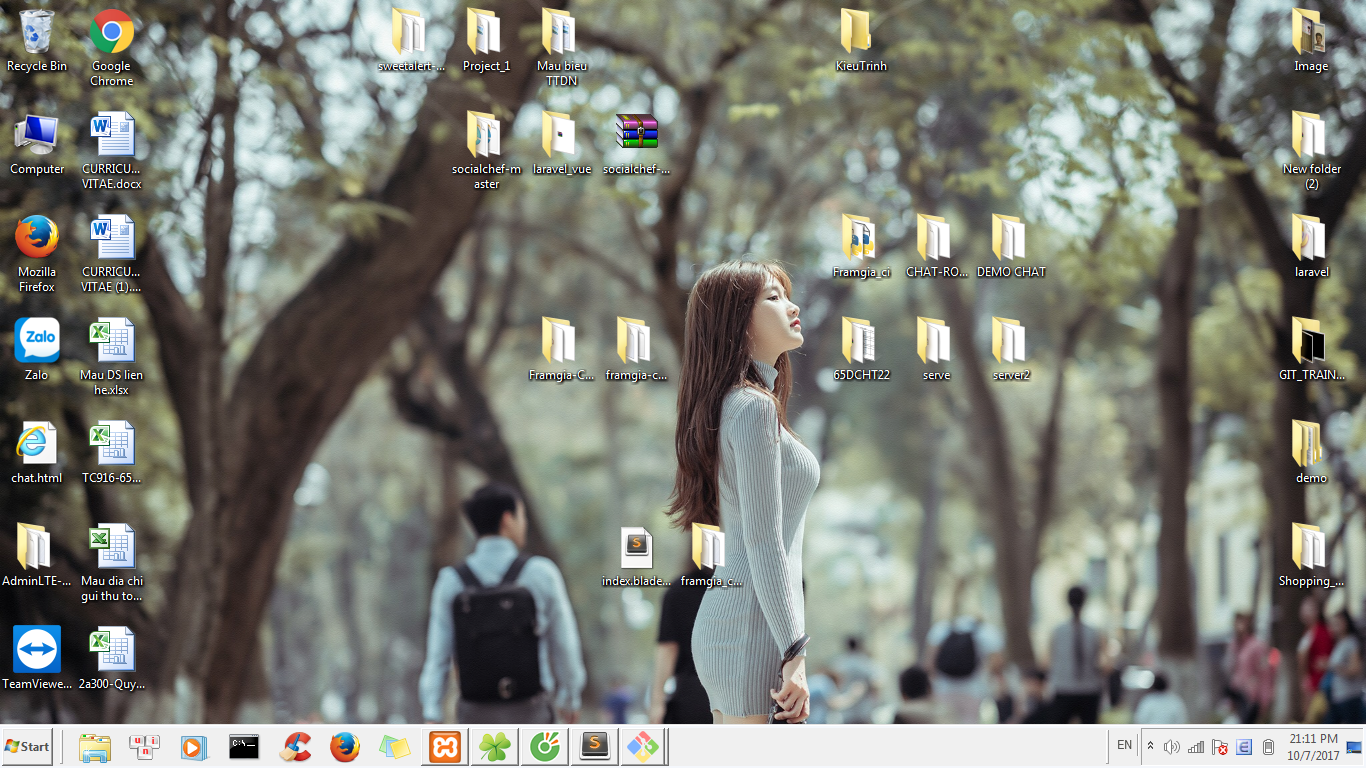 Recycle Bin
Google
Chrome
sweetalert-...
Project_1
Mau bieu
TTDN
KieuTrinh
Image
Computer
CURRICU...
VITAE.docx
socialchef-m
aster
laravel_vue
socialchef-...
New folder
(2)
Mozilla
Firefox
CURRICU...
VITAE (1)....
Framgia_ci
CHAT-RO...
DEMO CHAT
laravel
Zalo
Zalo
Mau DS lien
he.xlsx
Framgia-C...
framgia-c...
65DCHT22
serve
server2
GIT_TRAIN...
chat.html
TC916-65...
demo
AdminLTE-...
Mau dia chi
gui thu to...
index.blade...
framgia_c...
Shopping_...
TeamViewe...
2a300-Quy...
Start
C:\_
EN
21:11 PM
10/7/2017